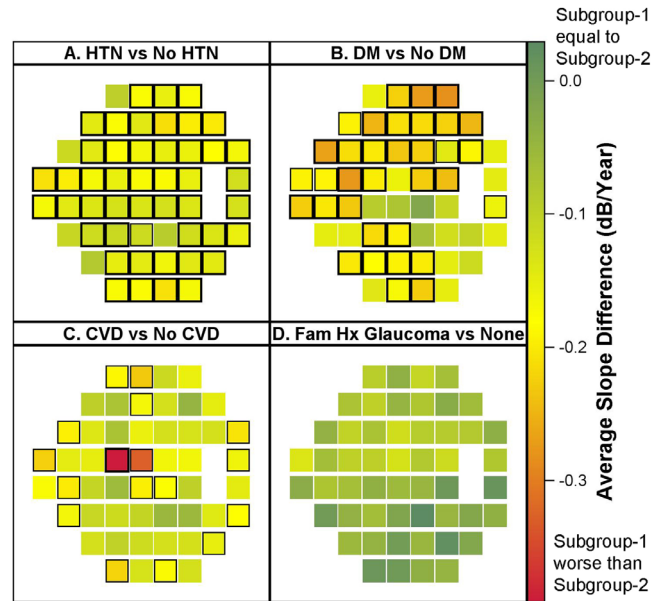 A. HTN vs No HTN
B. DM vs No DM
C. CVD vs No CVD
D. Fam Hx Glaucoma vs None
Subgroup-1
equal to
Subgroup-2
0.0
-0.1
-0.2
-0.3
Average Slope Difference (dB/Year)
Subgroup-1
worse than
Subgroup-2